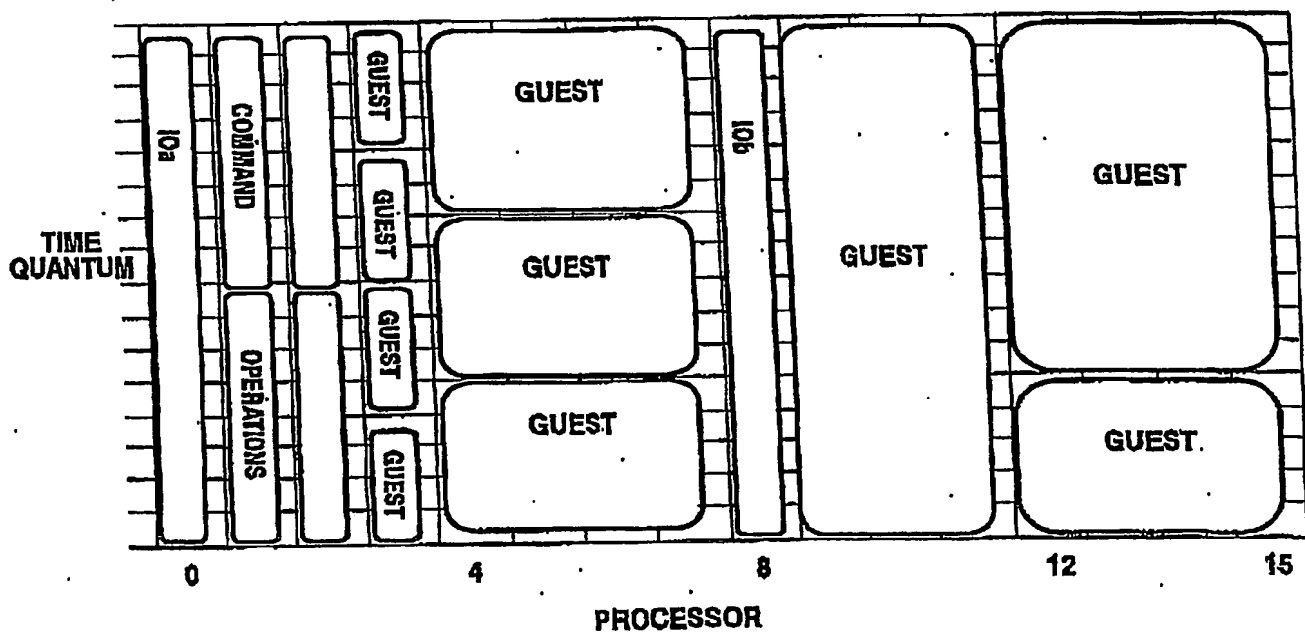 IOa
COMMAND
OPERATIONS
GUEST
GUEST
GUEST
GUEST
GUEST
GUEST
GUEST
IOb
GUEST
GUEST
GUEST
TIME
QUANTUM
0 4 8 12 15
PROCESSOR